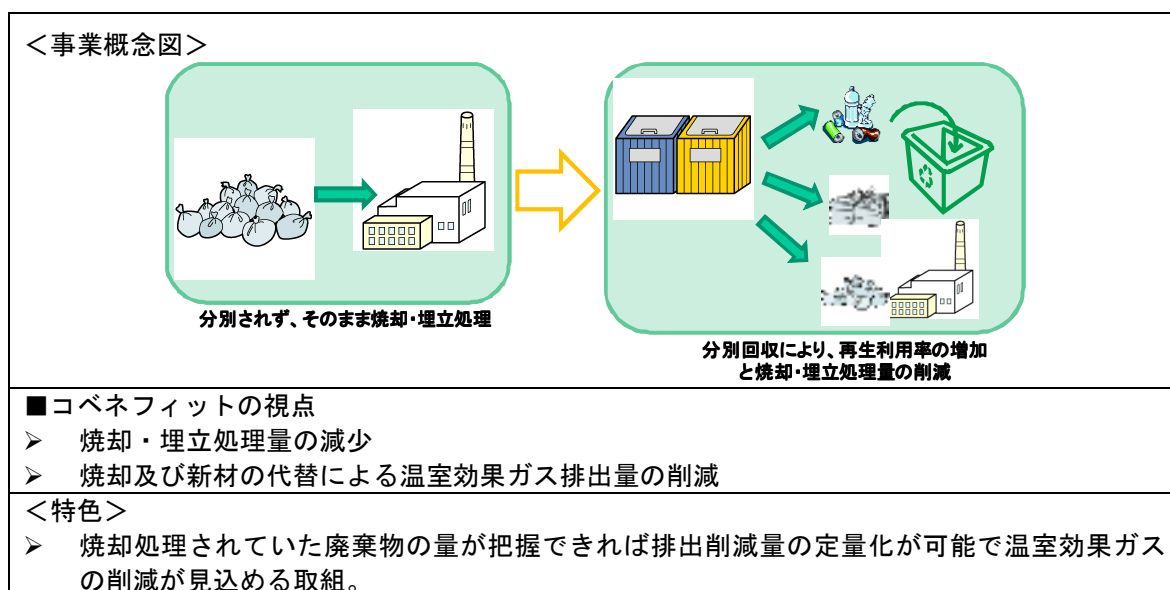 ＜事業概念図＞
分別されず、そのまま焼却・埋立処理
分別回収により、再生利用率の増加
と焼却・埋立処理量の削減
■コベネフィットの視点
➢ 焼却・埋立処理量の減少
➢ 焼却及び新材の代替による温室効果ガス排出量の削減
＜特色＞
➢ 焼却処理されていた廃棄物の量が把握できれば排出削減量の定量化が可能で温室効果ガス
の削減が見込める取組。